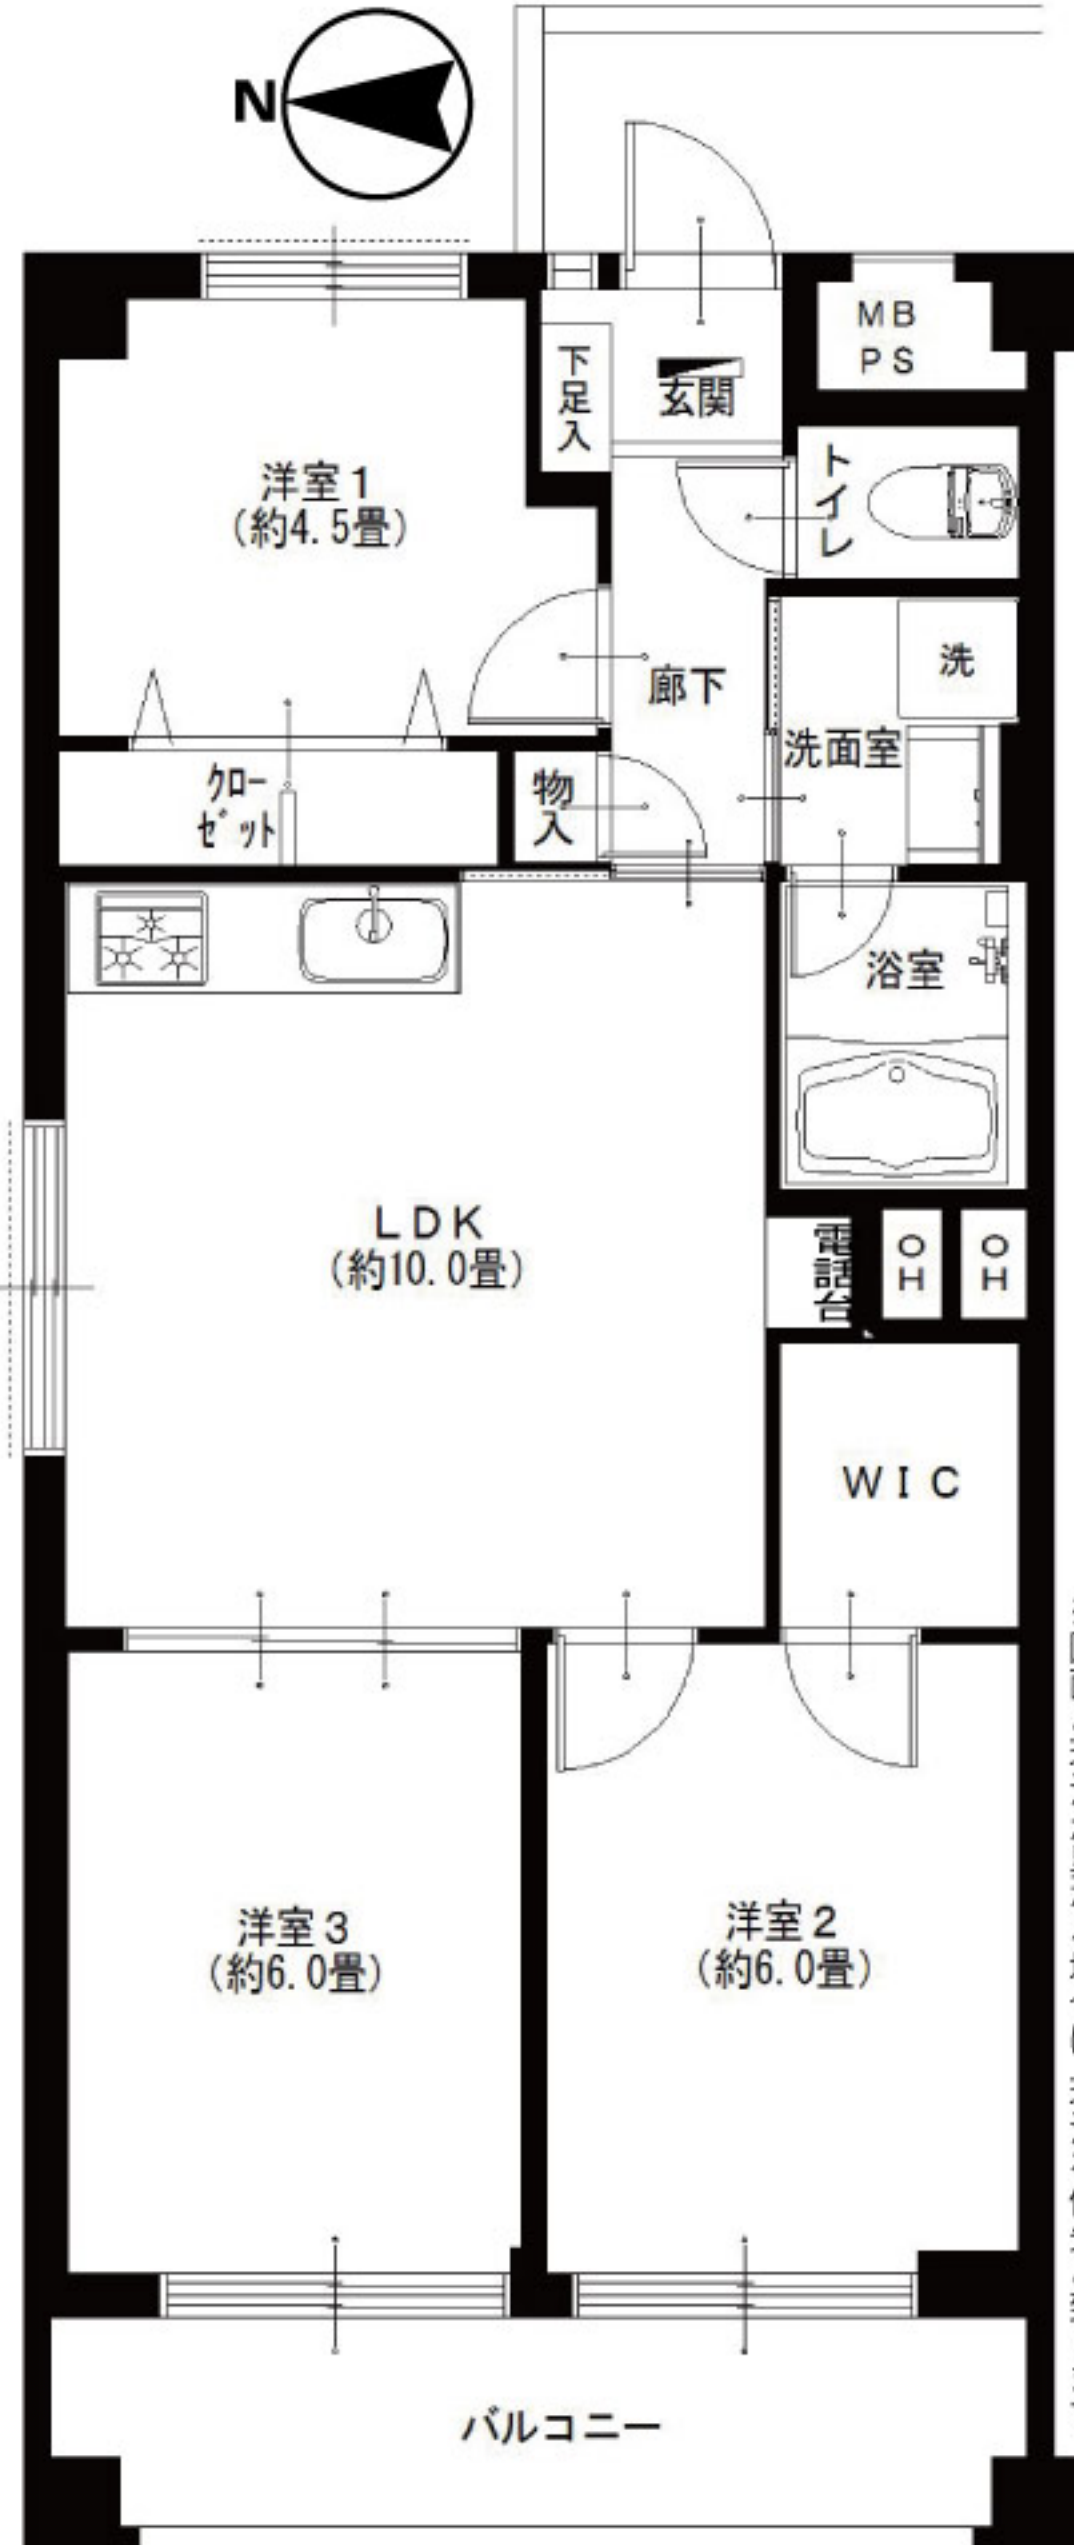 N
MB
PS
下足入
玄関
トイレ
洋室1
(約4.5畳)
洗
廊下
洗面室
クロー
ゼット
物入
浴室
LDK
(約10.0畳)
電話台
OH
OH
WIC
洋室3
(約6.0畳)
洋室2
(約6.0畳)
バルコニー